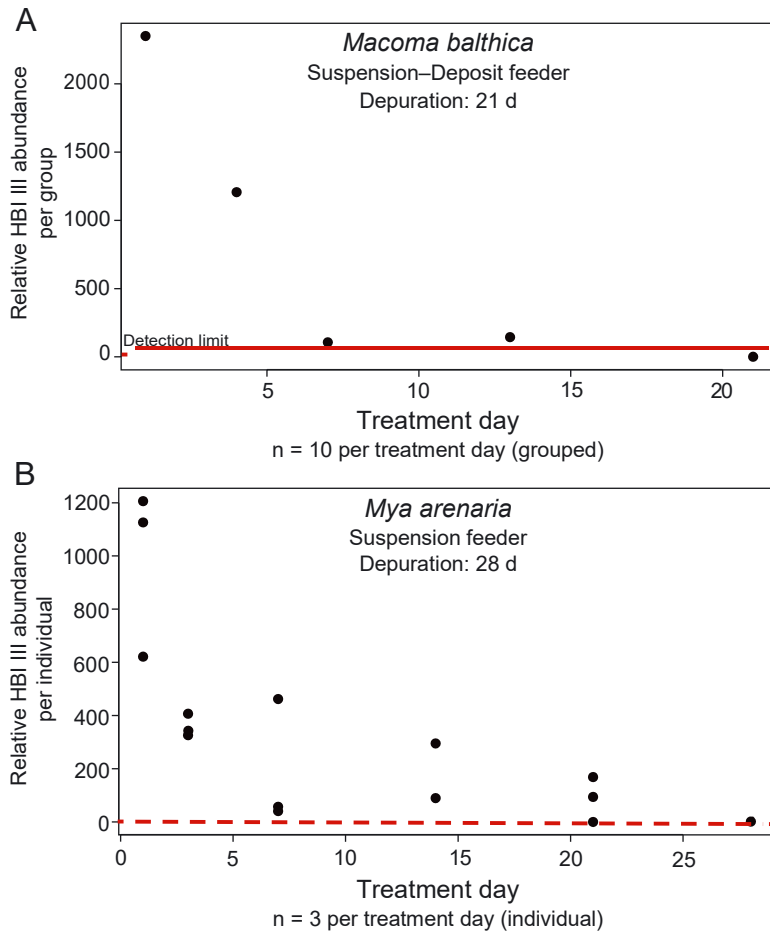 A
Macoma balthica
Suspension–Deposit feeder
Depuration: 21 d
Relative HBI III abundance
per group
2000
1500
1000
500
0
Detection limit
5
10
15
20
Treatment day
n = 10 per treatment day (grouped)
B
Mya arenaria
Suspension feeder
Depuration: 28 d
Relative HBI III abundance
per individual
1200
1000
800
600
400
200
0
0
5
10
15
20
25
Treatment day
n = 3 per treatment day (individual)